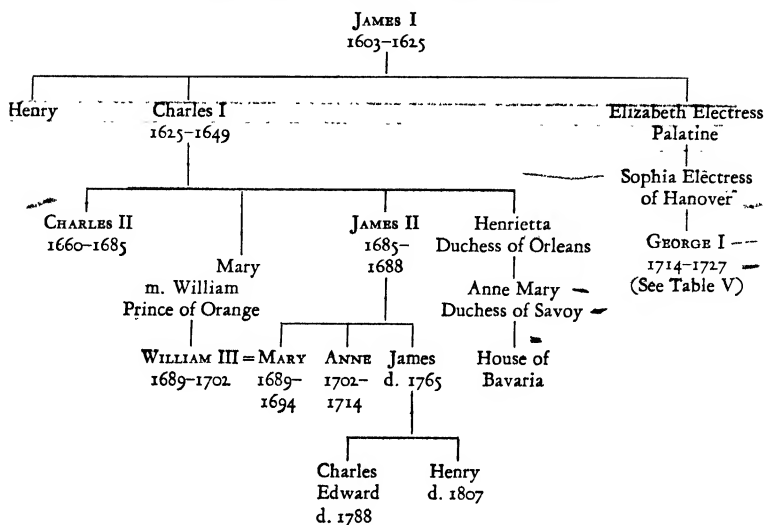 JAMES I
1603–1625
Henry
Charles I
1625–1649
Elizabeth Electress
Palatine
Sophia Electress
of Hanover
CHARLES II
1660–1685
JAMES II
1685–
1688
Henrietta
Duchess of Orleans
GEORGE I
1714–1727
(See Table V)
Mary
m. William
Prince of Orange
Anne Mary
Duchess of Savoy
WILLIAM III = MARY
1689–1702
1689–
1694
ANNE
1702–
1714
James
d. 1765
House of
Bavaria
Charles
Edward
d. 1788
Henry
d. 1807